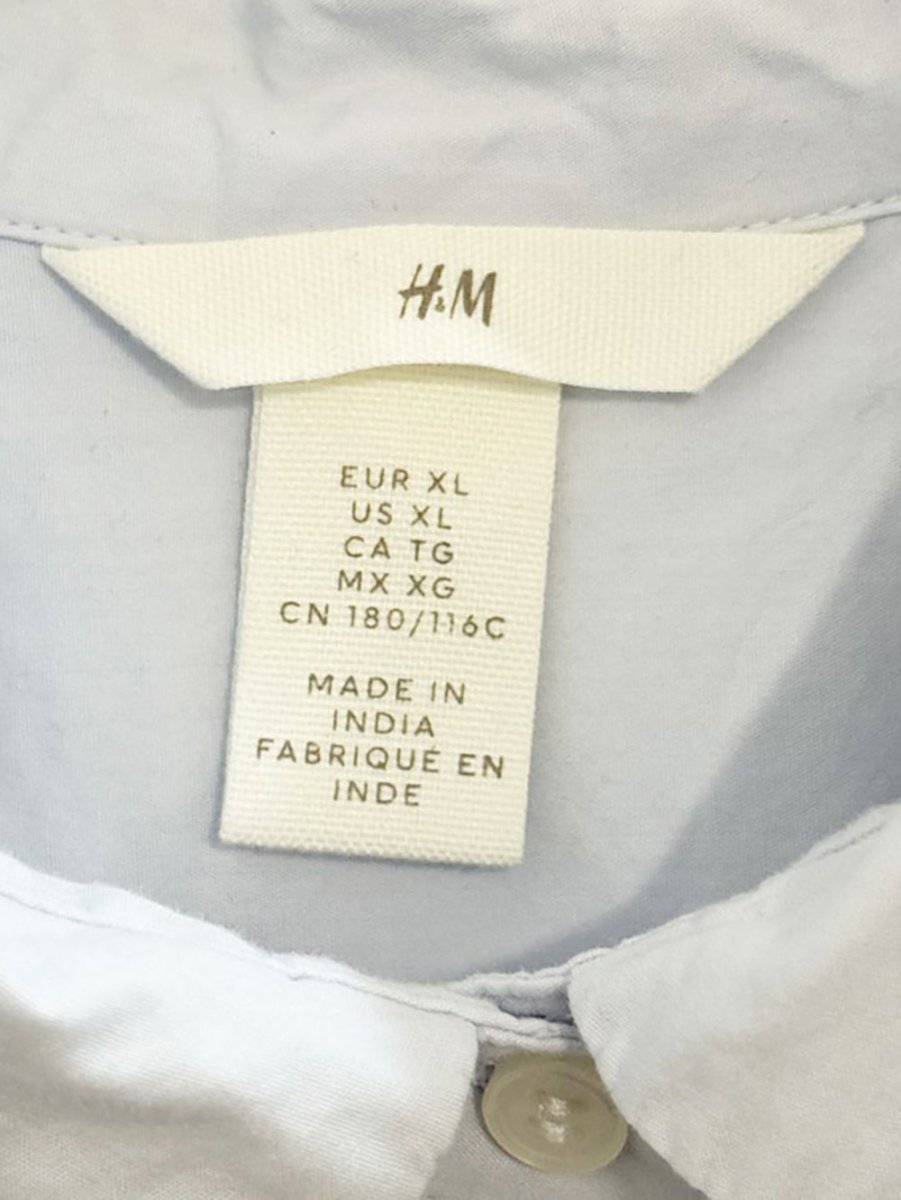 H&M
EUR XL
US XL
CA TG
MX XG
CN 180/116C
MADE IN
INDIA
FABRIQUÉ EN
INDE